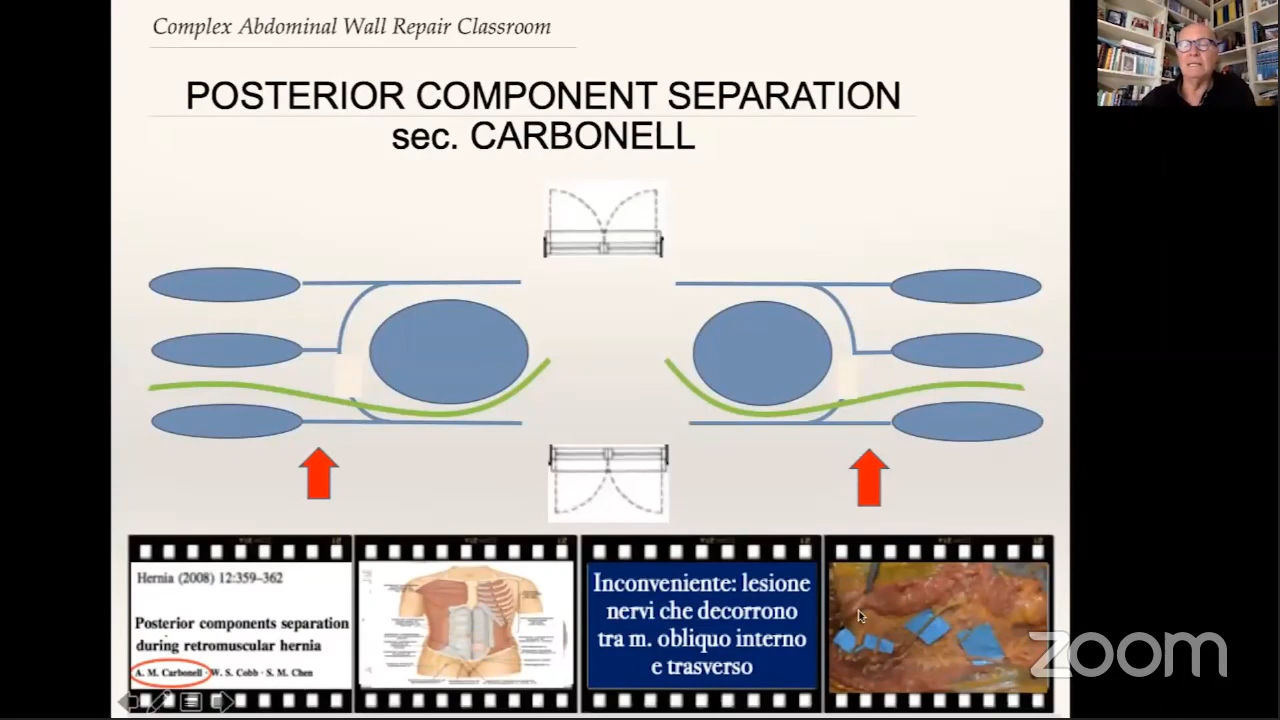 Complex Abdominal Wall Repair Classroom
POSTERIOR COMPONENT SEPARATION
sec. CARBONELL
Hernia (2008) 12:359–362
Posterior components separation
during retromuscular hernia
A. M. Carbonell · W. S. Cobb · S. M. Chen
Inconveniente: lesione
nervi che decorrono
tra m. obliquo interno
e trasverso
zoom